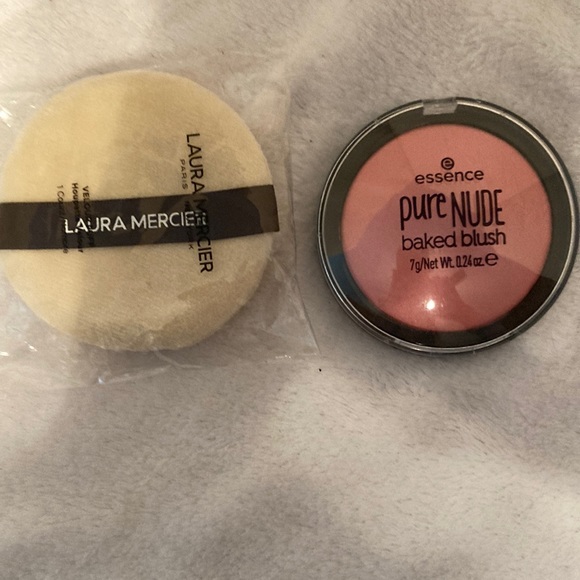 LAURA MERCIER
PARIS
LAURA MERCIER
essence
pure NUDE
baked blush
7g/Net Wt. 0.24 oz. e